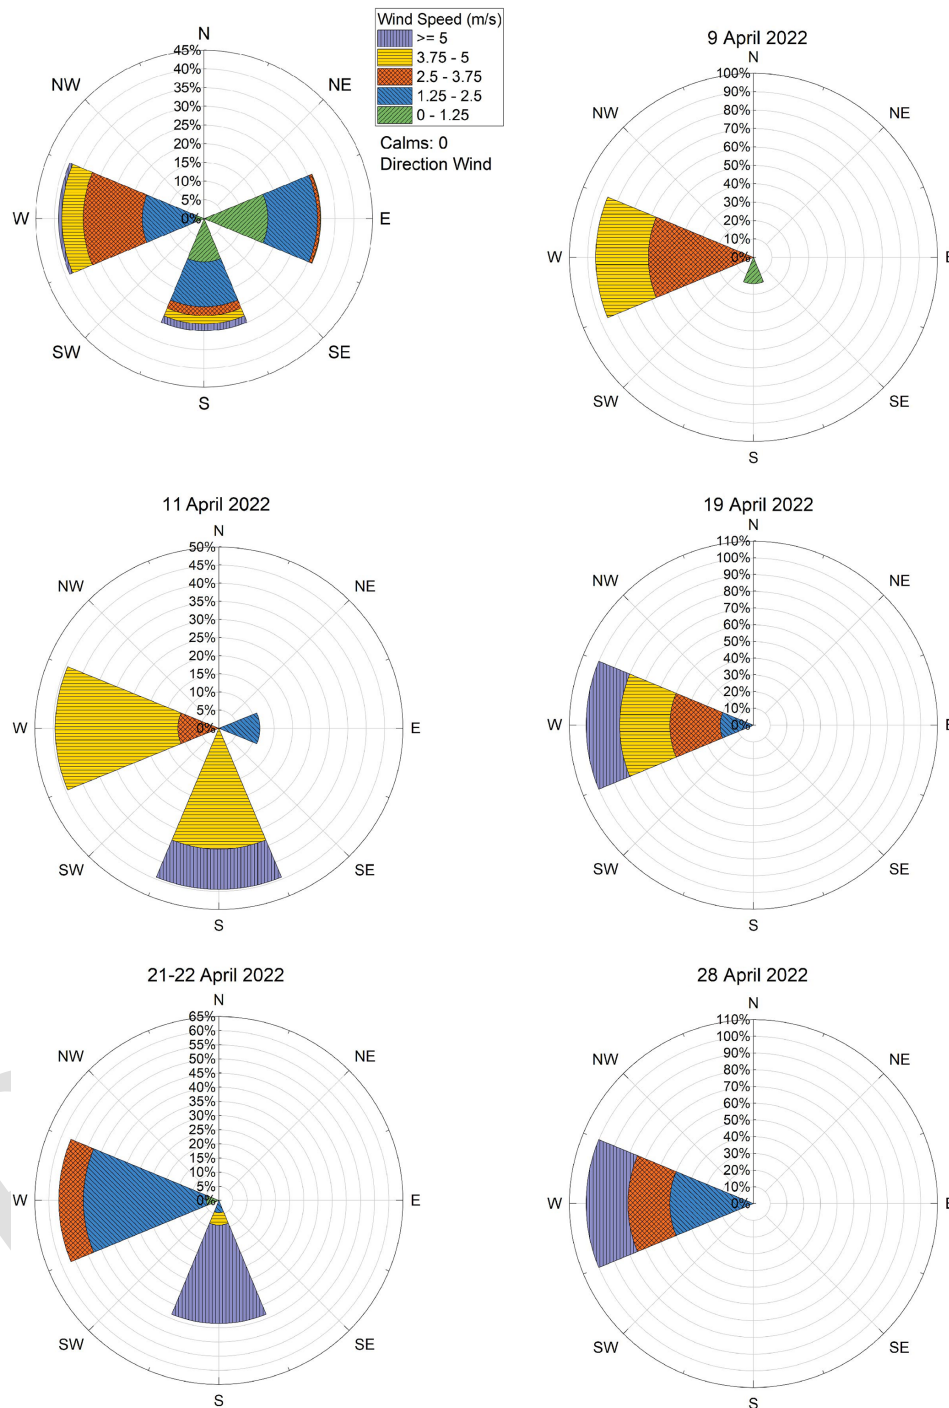 N
45%
40%
35%
30%
25%
20%
15%
10%
5%
0%
NW
NE
W
E
SW
SE
S
Wind Speed (m/s)
>= 5
3.75 - 5
2.5 - 3.75
1.25 - 2.5
0 - 1.25
Calms: 0
Direction Wind
9 April 2022
N
100%
90%
80%
70%
60%
50%
40%
30%
20%
10%
0%
NW
NE
W
E
SW
SE
S
11 April 2022
N
50%
45%
40%
35%
30%
25%
20%
15%
10%
5%
0%
NW
NE
W
E
SW
SE
S
19 April 2022
N
110%
100%
90%
80%
70%
60%
50%
40%
30%
20%
10%
0%
NW
NE
W
E
SW
SE
S
21-22 April 2022
N
65%
60%
55%
50%
45%
40%
35%
30%
25%
20%
15%
10%
5%
0%
NW
NE
W
E
SW
SE
S
28 April 2022
N
110%
100%
90%
80%
70%
60%
50%
40%
30%
20%
10%
0%
NW
NE
W
E
SW
SE
S